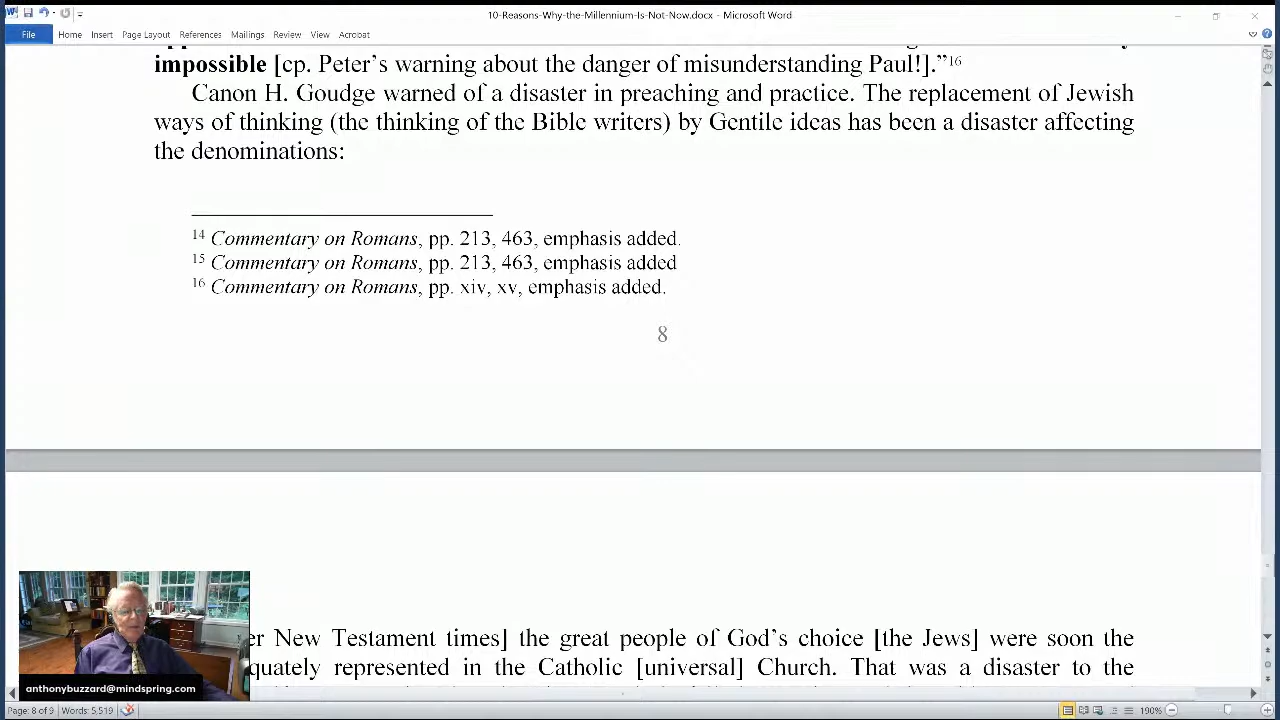 10-Reasons-Why-the-Millennium-Is-Not-Now.docx - Microsoft Word
File Home Insert Page Layout References Mailings Review View Acrobat
impossible [cp. Peter’s warning about the danger of misunderstanding Paul!].”16
Canon H. Goudge warned of a disaster in preaching and practice. The replacement of Jewish
ways of thinking (the thinking of the Bible writers) by Gentile ideas has been a disaster affecting
the denominations:
14 Commentary on Romans, pp. 213, 463, emphasis added.
15 Commentary on Romans, pp. 213, 463, emphasis added
16 Commentary on Romans, pp. xiv, xv, emphasis added.
8
New Testament times] the great people of God’s choice [the Jews] were soon the
represented in the Catholic [universal] Church. That was a disaster to the
anthonybuzzard@mindspring.com
Page: 8 of 9 Words: 5,519 190%